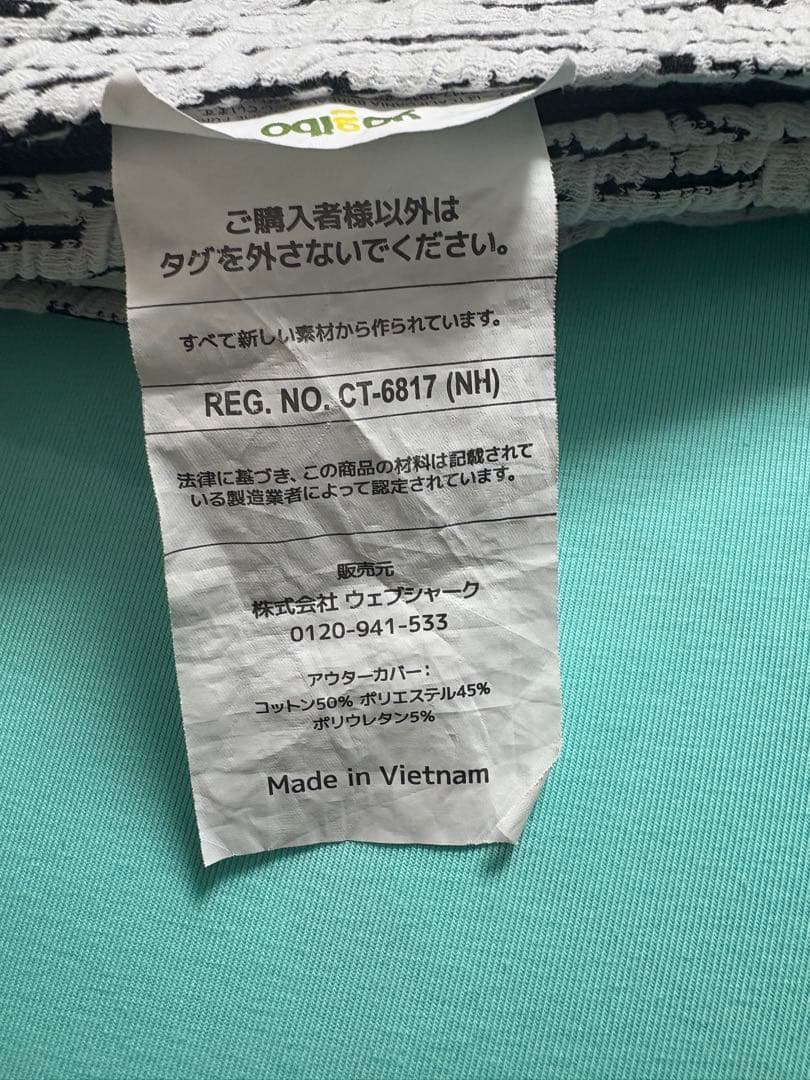 yogibo
ご購入者様以外は
タグを外さないでください。
すべて新しい素材から作られています。
REG. NO. CT-6817 (NH)
法律に基づき、この商品の材料は記載されて
いる製造業者によって認定されています。
販売元
株式会社 ウェブシャーク
0120-941-533
アウターカバー：
コットン50% ポリエステル45%
ポリウレタン5%
Made in Vietnam